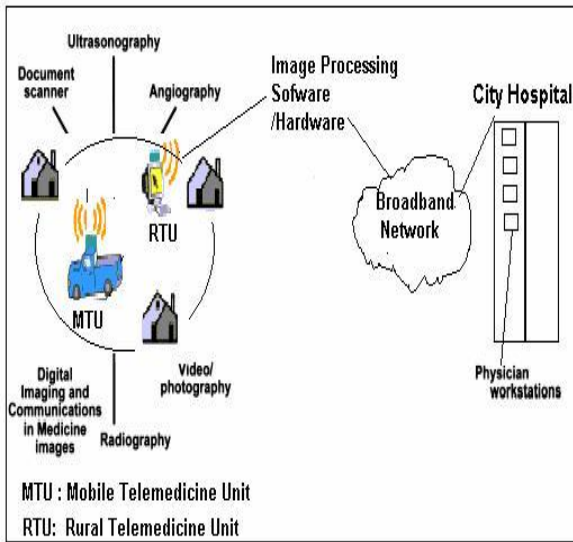 Ultrasonography
Document
scanner
Angiography
Image Processing
Sofware
/Hardware
City Hospital
RTU
MTU
Broadband
Network
Digital
Imaging and
Communications
in Medicine
images
Video/
photography
Radiography
Physician
workstations
MTU : Mobile Telemedicine Unit
RTU: Rural Telemedicine Unit